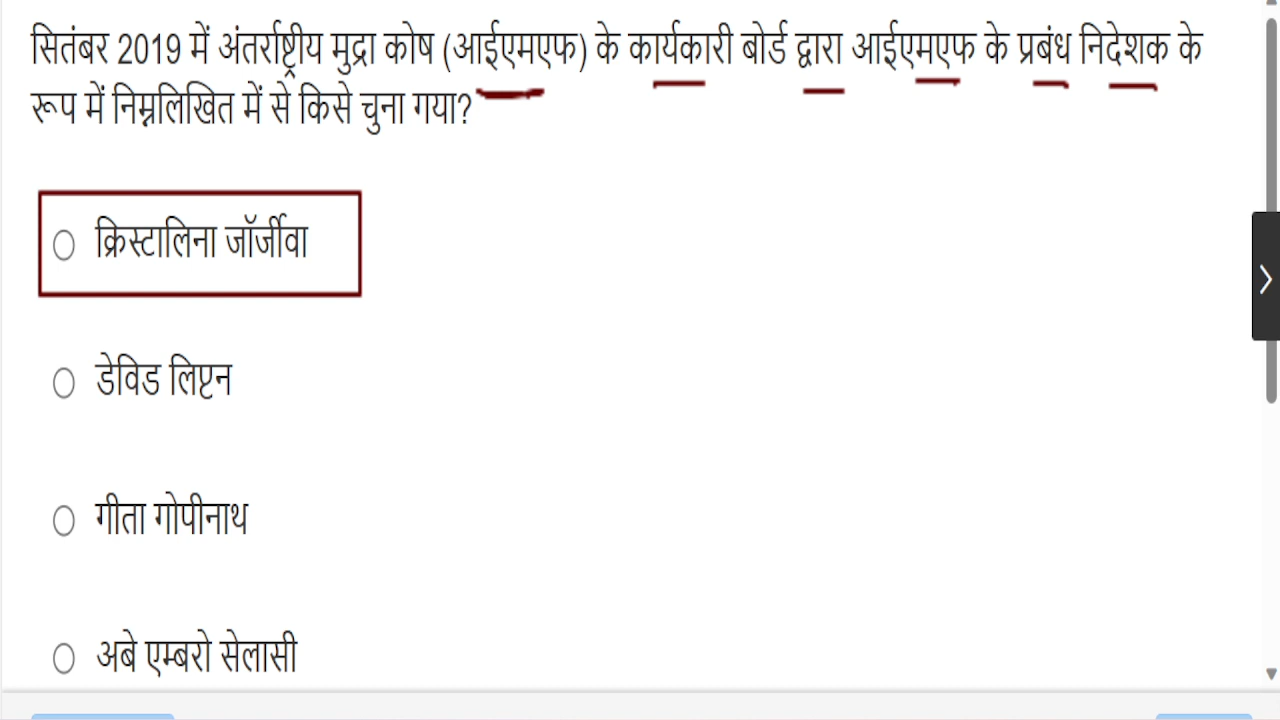 सितंबर 2019 में अंतर्राष्ट्रीय मुद्रा कोष (आईएमएफ) के कार्यकारी बोर्ड द्वारा आईएमएफ के प्रबंध निदेशक के
रूप में निम्नलिखित में से किसे चुना गया?
क्रिस्टालिना जॉर्जीवा
डेविड लिप्टन
गीता गोपीनाथ
अबे एम्बरो सेलासी